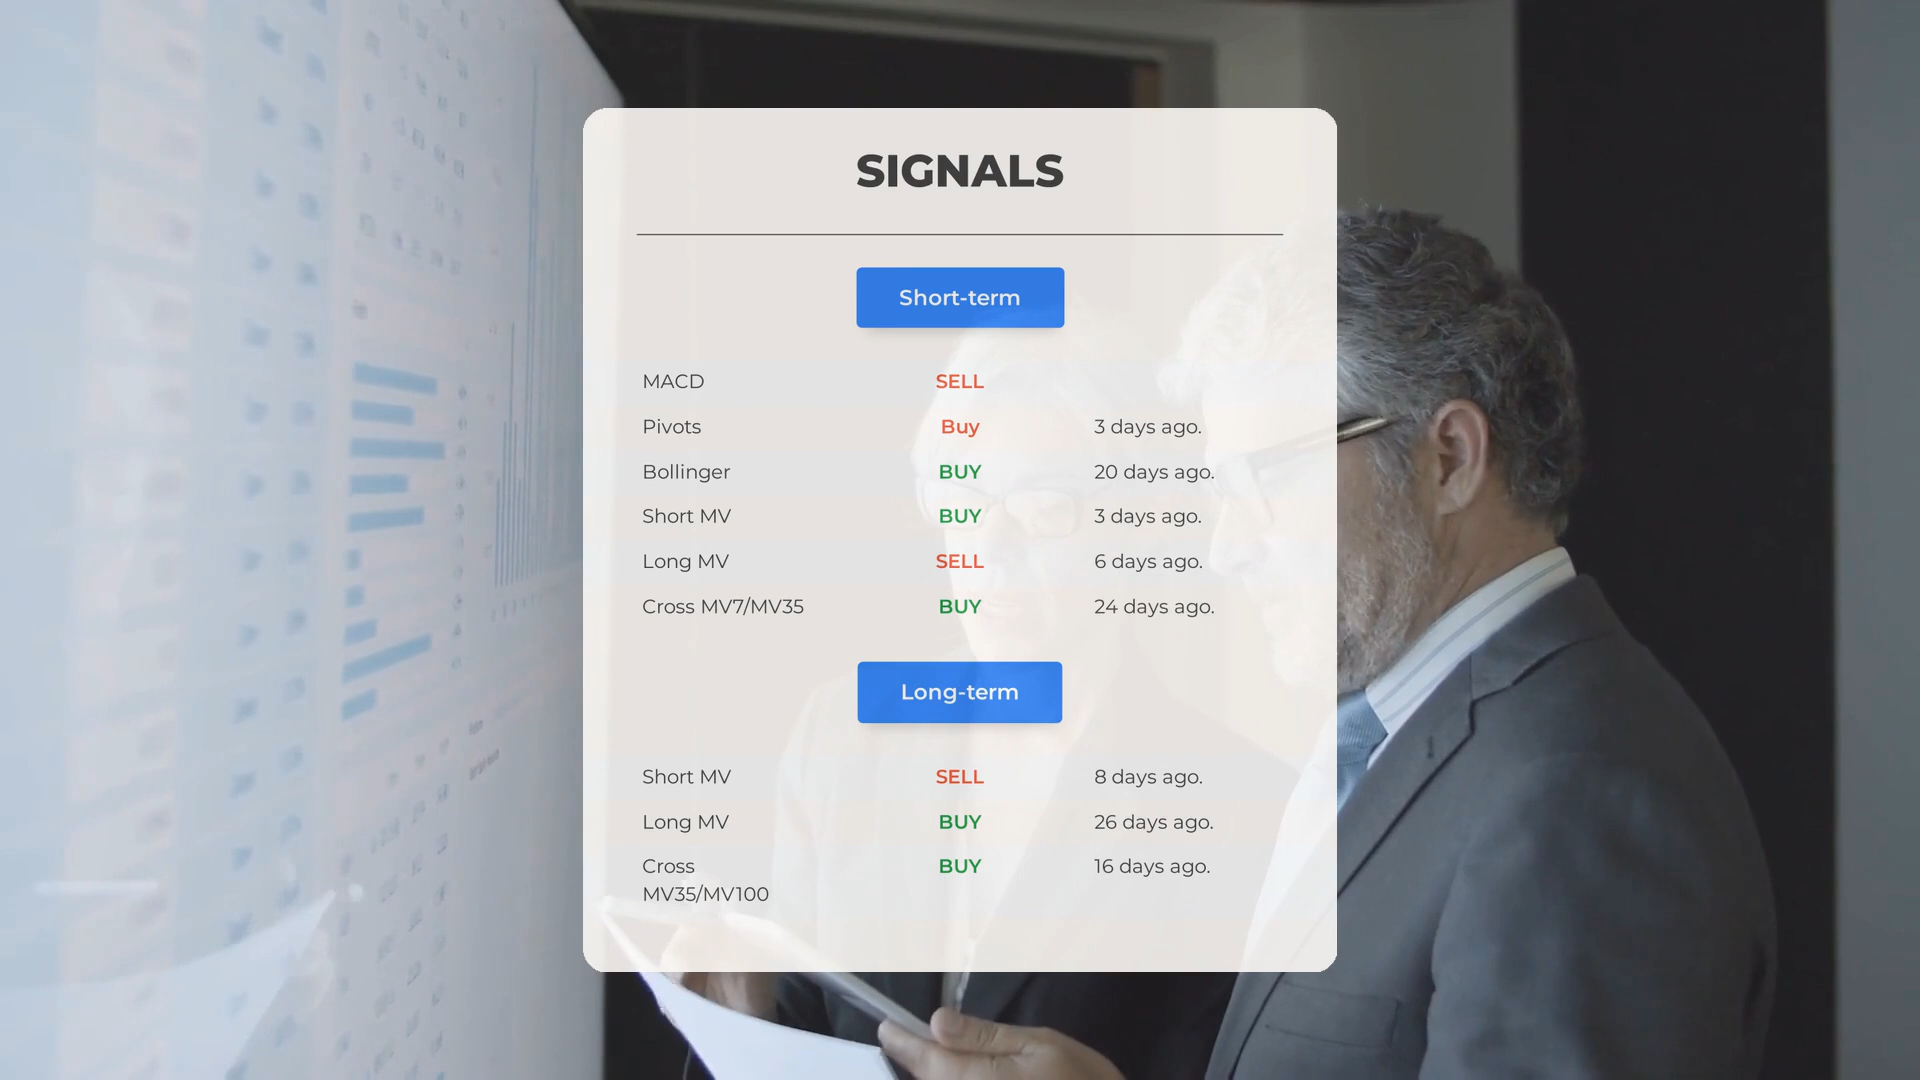 SIGNALS
Short-term
MACD SELL
Pivots Buy 3 days ago.
Bollinger BUY 20 days ago.
Short MV BUY 3 days ago.
Long MV SELL 6 days ago.
Cross MV7/MV35 BUY 24 days ago.
Long-term
Short MV SELL 8 days ago.
Long MV BUY 26 days ago.
Cross BUY 16 days ago.
MV35/MV100